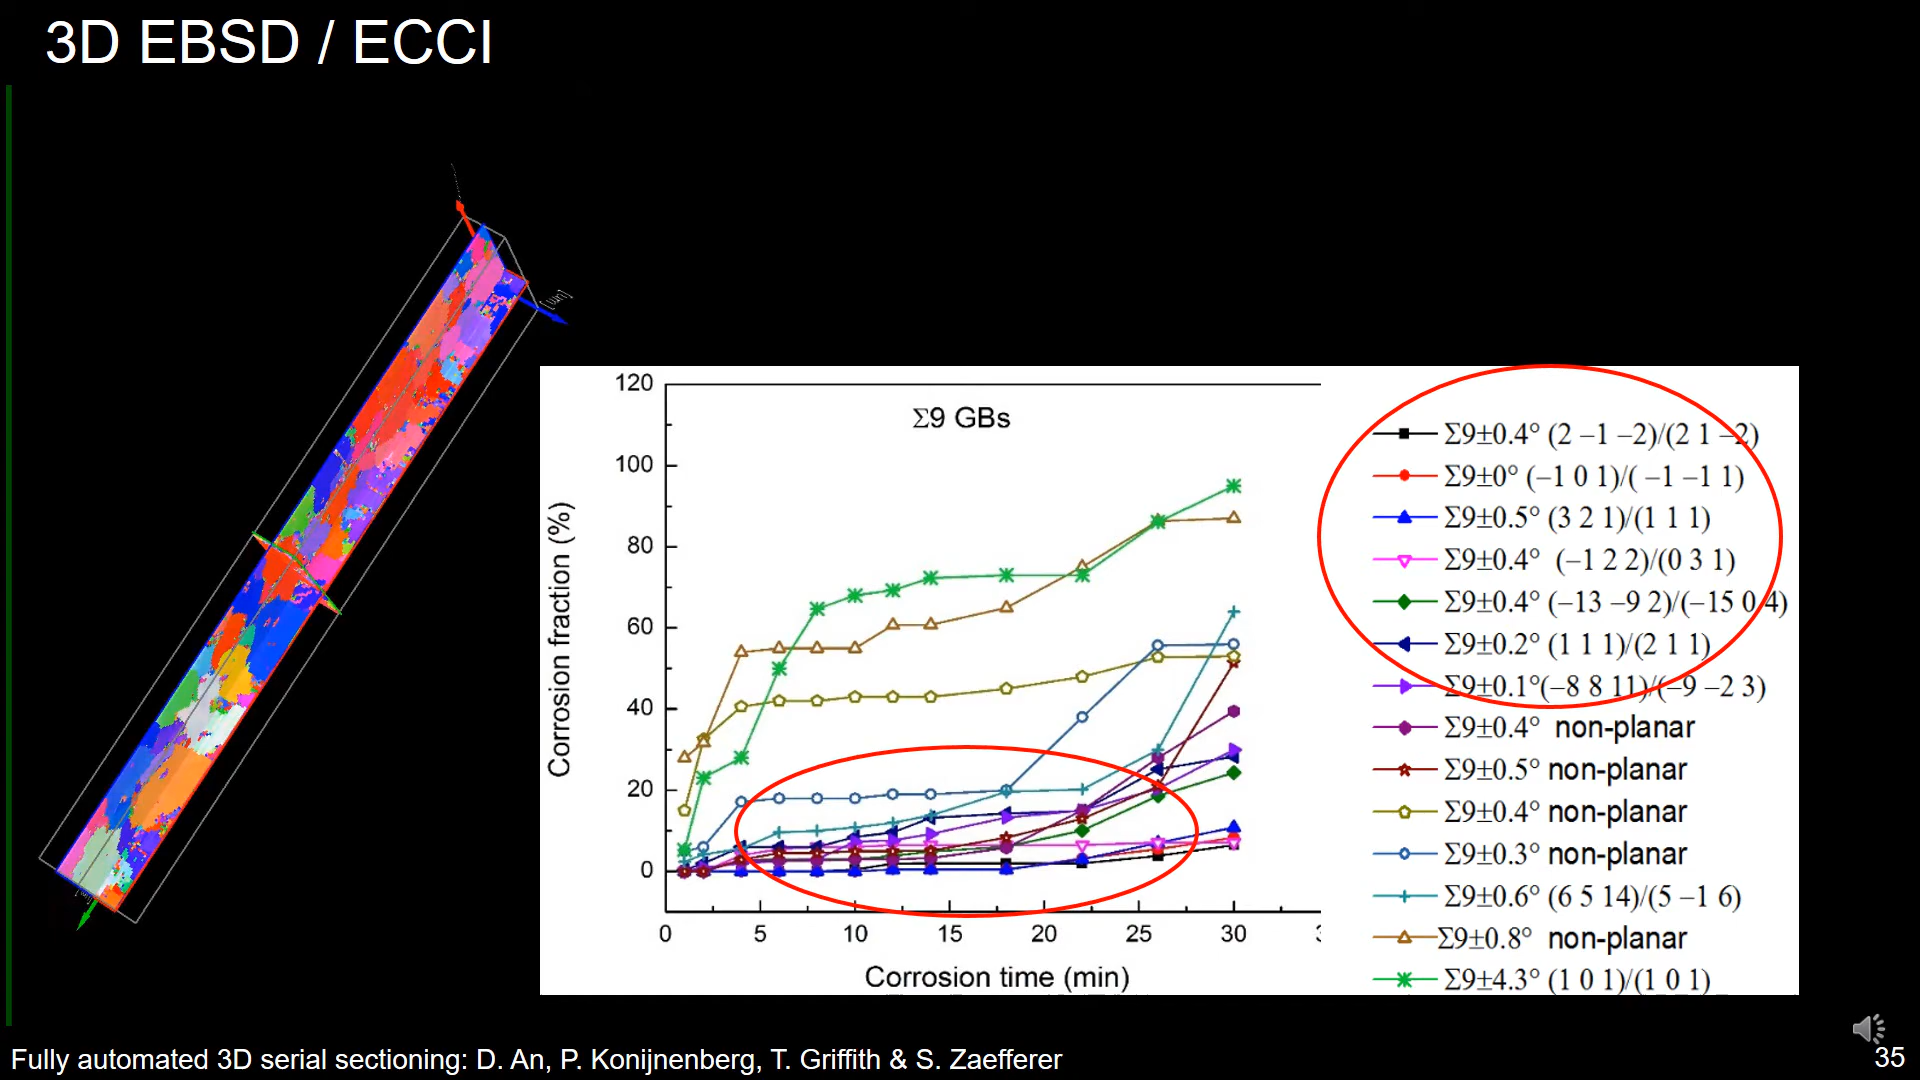 3D EBSD / ECCI
[um]
120
100
80
60
40
20
0
Corrosion fraction (%)
Σ9 GBs
0 5 10 15 20 25 30
Corrosion time (min)
Σ9±0.4° (2 –1 –2)/(2 1 –2)
Σ9±0° (–1 0 1)/( –1 –1 1)
Σ9±0.5° (3 2 1)/(1 1 1)
Σ9±0.4° (–1 2 2)/(0 3 1)
Σ9±0.4° (–13 –9 2)/(–15 0 4)
Σ9±0.2° (1 1 1)/(2 1 1)
Σ9±0.1°(–8 8 11)/(–9 –2 3)
Σ9±0.4° non-planar
Σ9±0.5° non-planar
Σ9±0.4° non-planar
Σ9±0.3° non-planar
Σ9±0.6° (6 5 14)/(5 –1 6)
Σ9±0.8° non-planar
Σ9±4.3° (1 0 1)/(1 0 1)
Fully automated 3D serial sectioning: D. An, P. Konijnenberg, T. Griffith & S. Zaefferer
35